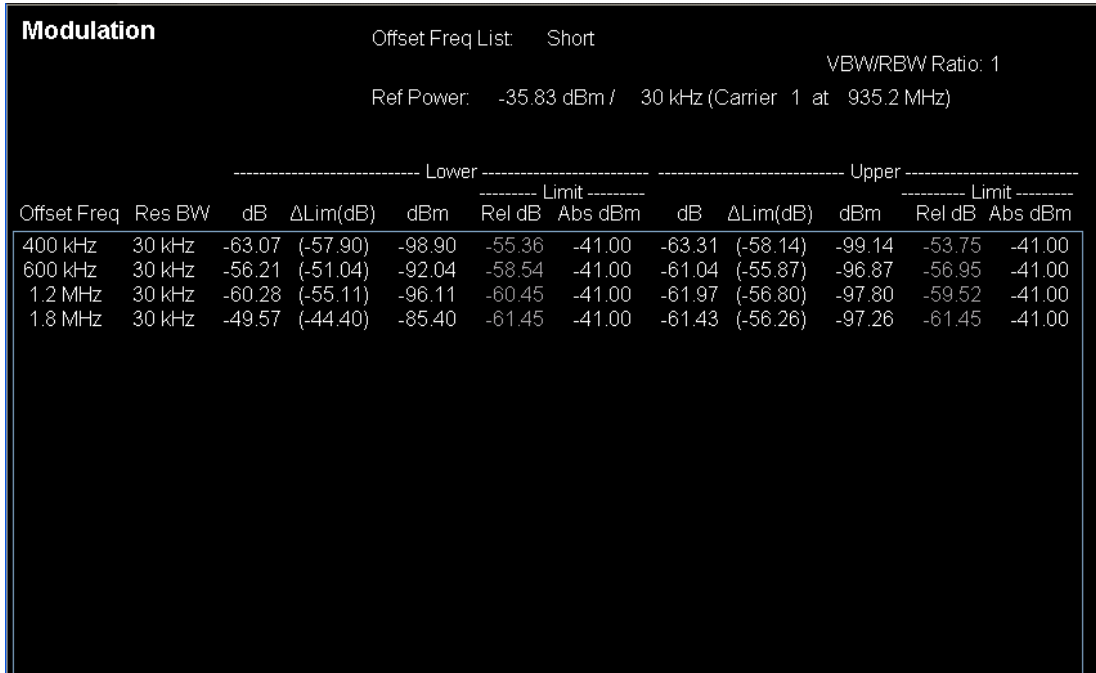 Modulation
Offset Freq List: Short
VBW/RBW Ratio: 1
Ref Power: -35.83 dBm / 30 kHz (Carrier 1 at 935.2 MHz)
---------------------------- Lower ------------------------- ---------------------------- Upper --------------------------
--------- Limit --------- ---------- Limit ---------
Offset Freq Res BW dB ΔLim(dB) dBm Rel dB Abs dBm dB ΔLim(dB) dBm Rel dB Abs dBm
400 kHz 30 kHz -63.07 (-57.90) -98.90 -55.36 -41.00 -63.31 (-58.14) -99.14 -53.75 -41.00
600 kHz 30 kHz -56.21 (-51.04) -92.04 -58.54 -41.00 -61.04 (-55.87) -96.87 -56.95 -41.00
1.2 MHz 30 kHz -60.28 (-55.11) -96.11 -60.45 -41.00 -61.97 (-56.80) -97.80 -59.52 -41.00
1.8 MHz 30 kHz -49.57 (-44.40) -85.40 -61.45 -41.00 -61.43 (-56.26) -97.26 -61.45 -41.00